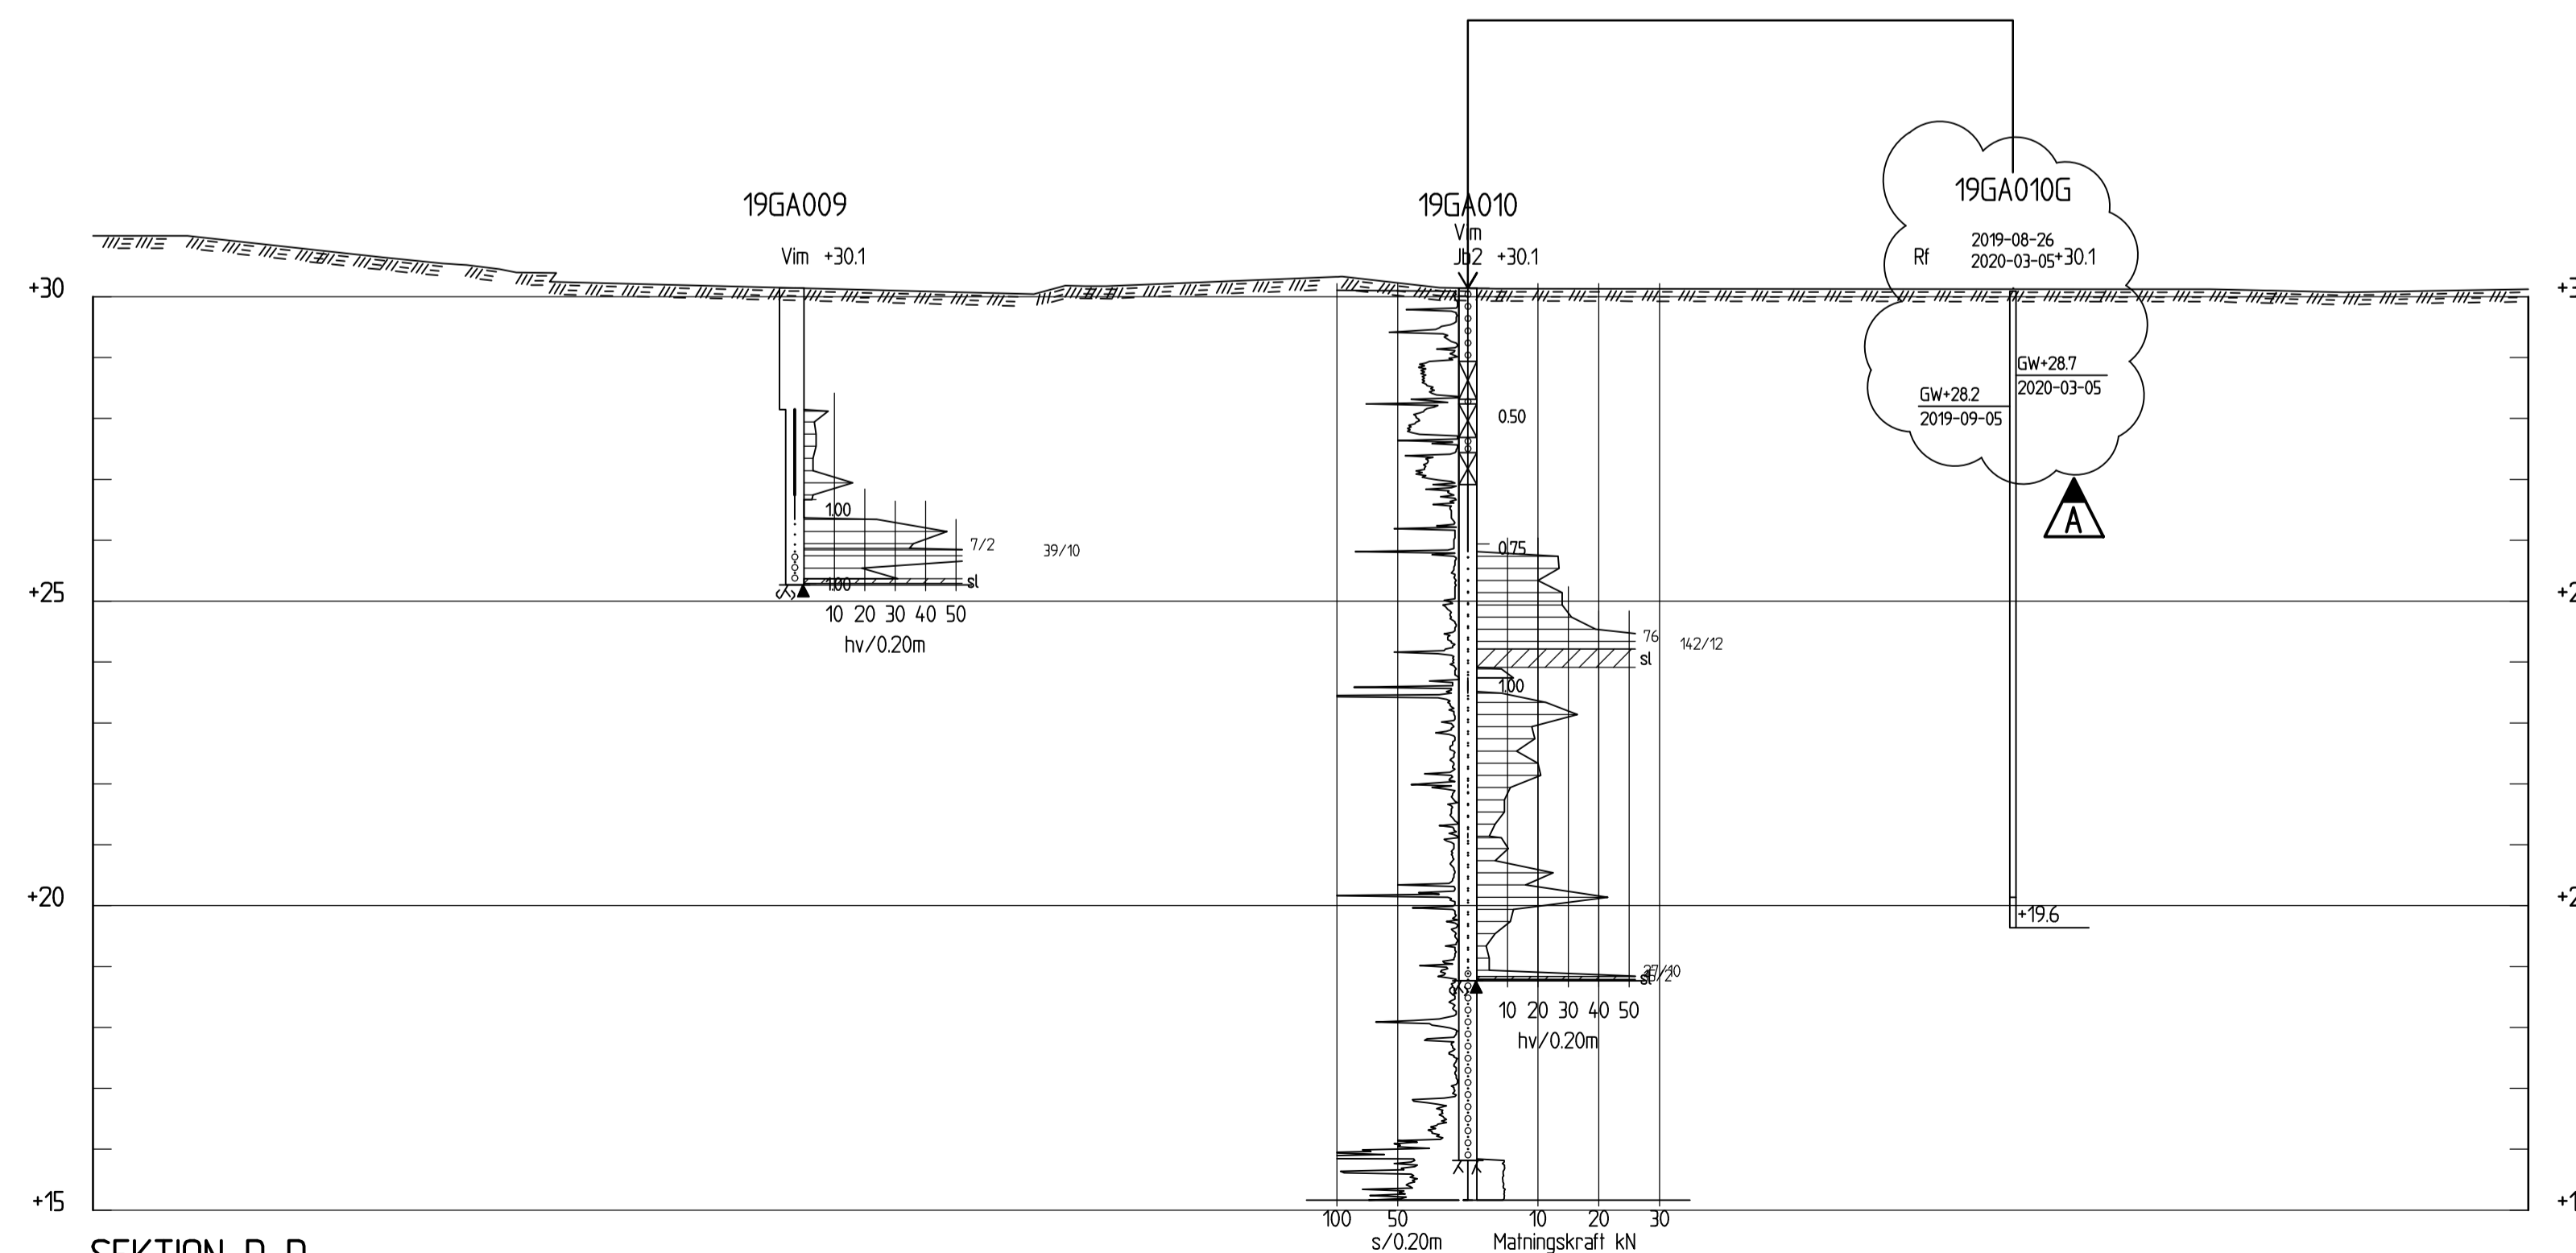 19GA009
Vim +30.1
19GA010
Vim
Jb2 +30.1
19GA010G
2019-08-26
Rf 2020-03-05 +30.1
+30
GW+28.7
2020-03-05
GW+28.2
2019-09-05
A
0.50
1.00
7/2 39/10
sl
1.00
10 20 30 40 50
hv/0.20m
0.75
76 142/12
sl
1.00
+25
+20
+19.6
sl
10 20 30 40 50
hv/0.20m
+15
100 50 10 20 30
s/0.20m Matningskraft kN